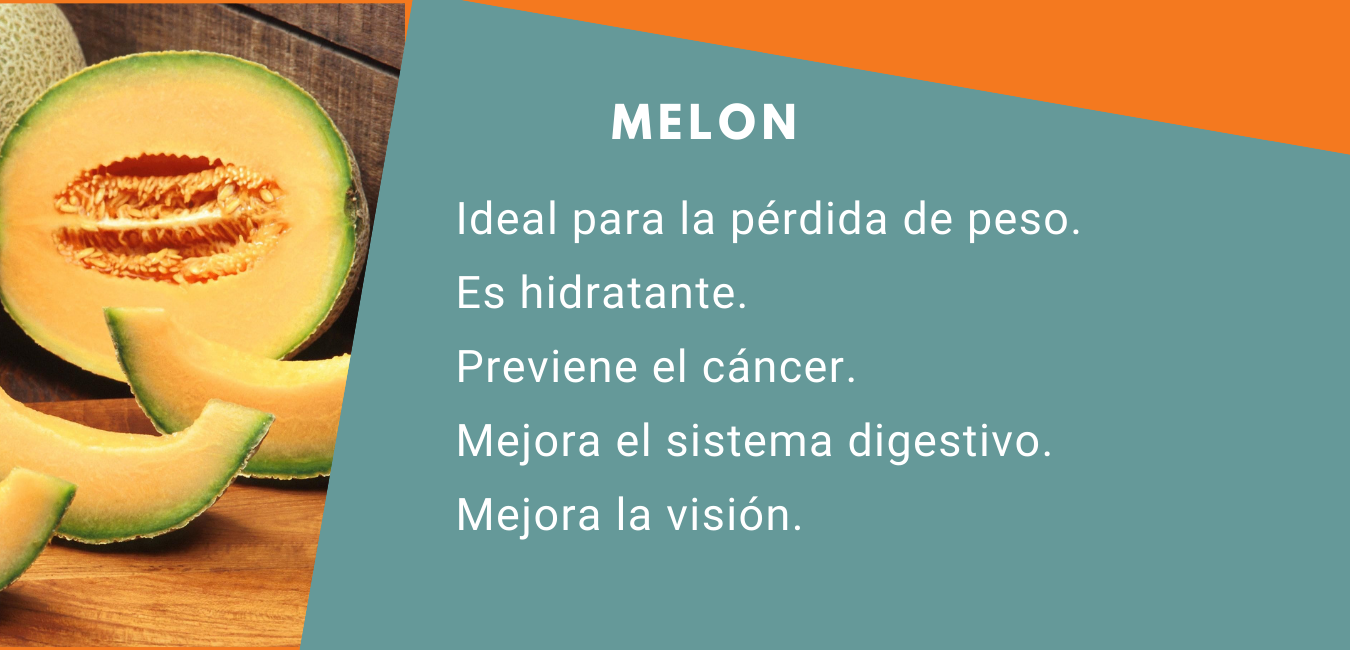 MELON
Ideal para la pérdida de peso.
Es hidratante.
Previene el cáncer.
Mejora el sistema digestivo.
Mejora la visión.